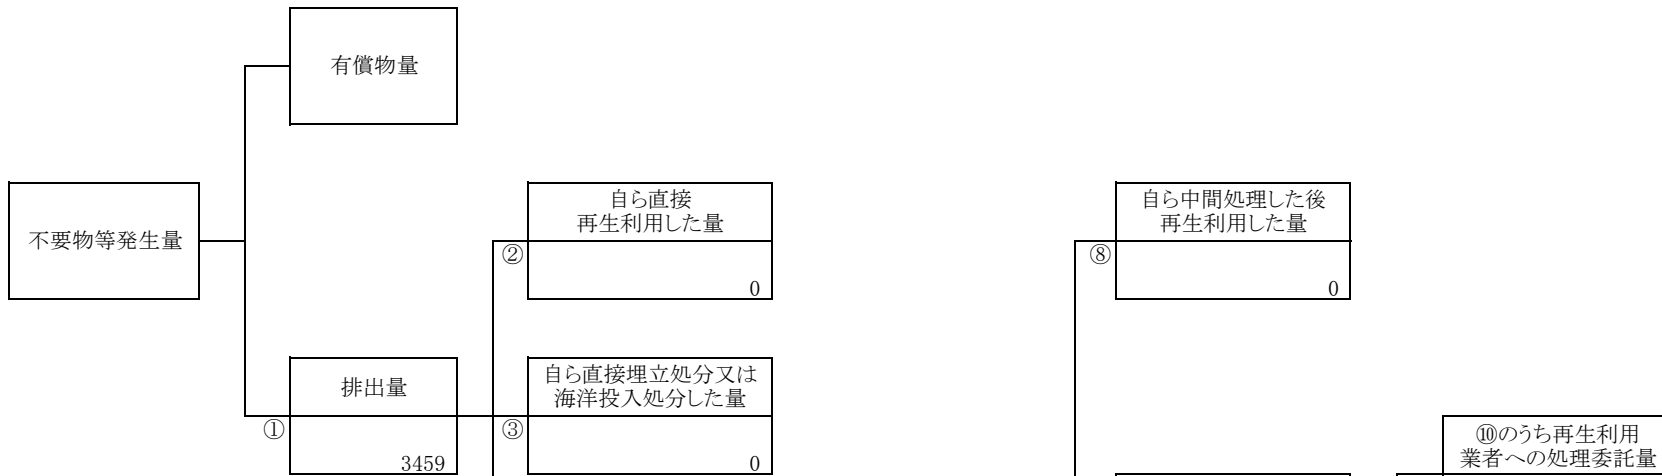 有償物量
不要物等発生量
自ら直接
再生利用した量
②
0
自ら中間処理した後
再生利用した量
⑧
0
排出量
①
3459
自ら直接埋立処分又は
海洋投入処分した量
③
0
⑩のうち再生利用
業者への処理委託量